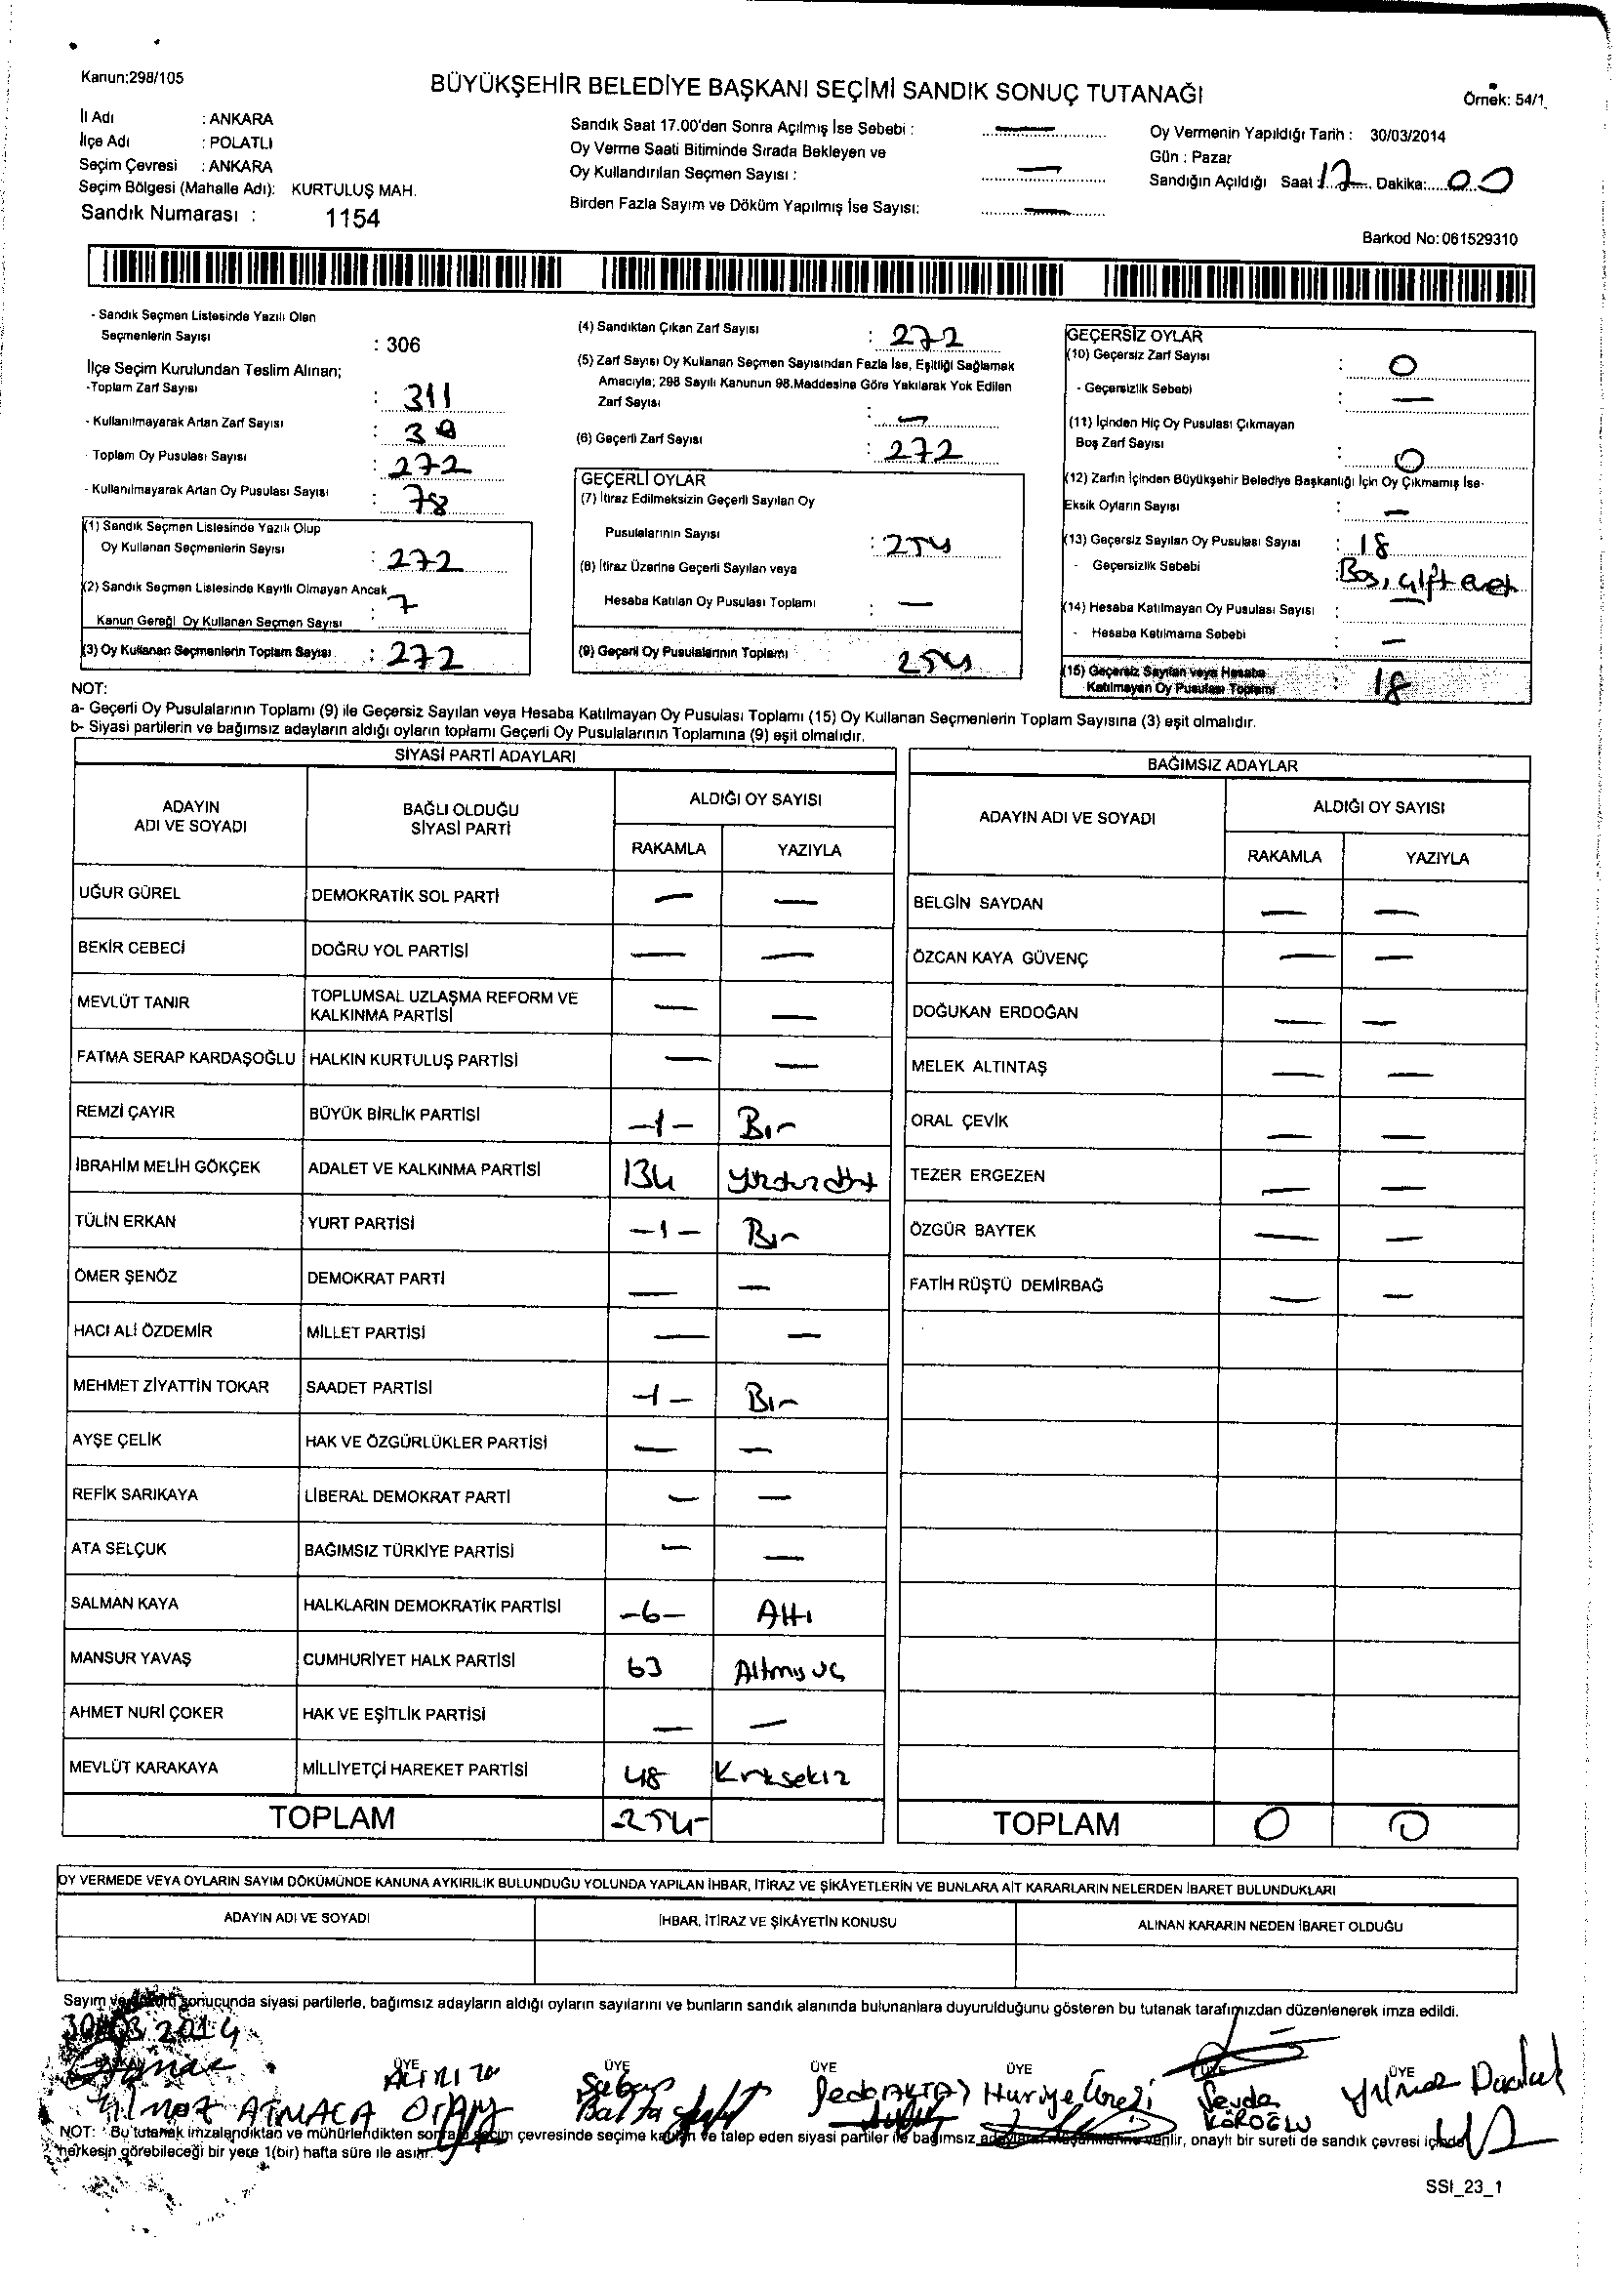 Kanun:298/105
BÜYÜKŞEHİR BELEDİYE BAŞKANI SEÇİMİ SANDIK SONUÇ TUTANAĞI
Örnek: 54/1
İl Adı : ANKARA
İlçe Adı : POLATLI
Seçim Çevresi : ANKARA
Seçim Bölgesi (Mahalle Adı): KURTULUŞ MAH.
Sandık Numarası : 1154
Sandık Saat 17.00'den Sonra Açılmış İse Sebebi : —
Oy Verme Saati Bitiminde Sırada Bekleyen ve
Oy Kullandırılan Seçmen Sayısı : —
Birden Fazla Sayım ve Döküm Yapılmış İse Sayısı: —
Oy Vermenin Yapıldığı Tarih : 30/03/2014
Gün : Pazar
Sandığın Açıldığı Saat : 17 Dakika: 00
Barkod No:061529310
- Sandık Seçmen Listesinde Yazılı Olan
Seçmenlerin Sayısı : 306
İlçe Seçim Kurulundan Teslim Alınan;
-Toplam Zarf Sayısı : 311
- Kullanılmayarak Artan Zarf Sayısı :
- Toplam Oy Pusulası Sayısı : 272
- Kullanılmayarak Artan Oy Pusulası Sayısı : 78
(1) Sandık Seçmen Listesinde Yazılı Olup
Oy Kullanan Seçmenlerin Sayısı : 272
(2) Sandık Seçmen Listesinde Kayıtlı Olmayan Ancak
Kanun Gereği Oy Kullanan Seçmen Sayısı : 7
(3) Oy Kullanan Seçmenlerin Toplam Sayısı : 272
(4) Sandıktan Çıkan Zarf Sayısı : 272
(5) Zarf Sayısı Oy Kullanan Seçmen Sayısından Fazla İse, Eşitliği Sağlamak
Amacıyla; 298 Sayılı Kanunun 98.Maddesine Göre Yakılarak Yok Edilen
Zarf Sayısı : —
(6) Geçerli Zarf Sayısı : 272
GEÇERLİ OYLAR
(7) İtiraz Edilmeksizin Geçerli Sayılan Oy
Pusulalarının Sayısı : 254
(8) İtiraz Üzerine Geçerli Sayılan veya
Hesaba Katılan Oy Pusulası Toplamı : —
(9) Geçerli Oy Pusulalarının Toplamı : 254
GEÇERSİZ OYLAR
(10) Geçersiz Zarf Sayısı : 0
- Geçersizlik Sebebi : —
(11) İçinden Hiç Oy Pusulası Çıkmayan
Boş Zarf Sayısı : 0
(12) Zarfın İçinden Büyükşehir Belediye Başkanlığı İçin Oy Çıkmamış İse-
Eksik Oyların Sayısı : —
(13) Geçersiz Sayılan Oy Pusulası Sayısı : 18
- Geçersizlik Sebebi : Boş, çift evet
(14) Hesaba Katılmayan Oy Pusulası Sayısı :
- Hesaba Katılmama Sebebi : —
(15) Geçersiz Sayılan veya Hesaba
Katılmayan Oy Pusulası Toplamı : 18
NOT:
a- Geçerli Oy Pusulalarının Toplamı (9) ile Geçersiz Sayılan veya Hesaba Katılmayan Oy Pusulası Toplamı (15) Oy Kullanan Seçmenlerin Toplam Sayısına (3) eşit olmalıdır.
b- Siyasi partilerin ve bağımsız adayların aldığı oyların toplamı Geçerli Oy Pusulalarının Toplamına (9) eşit olmalıdır.
SİYASİ PARTİ ADAYLARI
ADAYIN ADI VE SOYADI BAĞLI OLDUĞU SİYASİ PARTİ ALDIĞI OY SAYISI
RAKAMLA YAZIYLA
UĞUR GÜREL DEMOKRATİK SOL PARTİ — —
BEKİR CEBECİ DOĞRU YOL PARTİSİ — —
MEVLÜT TANIR TOPLUMSAL UZLAŞMA REFORM VE KALKINMA PARTİSİ — —
FATMA SERAP KARDAŞOĞLU HALKIN KURTULUŞ PARTİSİ — —
REMZİ ÇAYIR BÜYÜK BİRLİK PARTİSİ -1- Bir
İBRAHİM MELİH GÖKÇEK ADALET VE KALKINMA PARTİSİ 134
TÜLİN ERKAN YURT PARTİSİ -1- Bir
ÖMER ŞENÖZ DEMOKRAT PARTİ — —
HACI ALİ ÖZDEMİR MİLLET PARTİSİ — —
MEHMET ZİYATTİN TOKAR SAADET PARTİSİ -1- Bir
AYŞE ÇELİK HAK VE ÖZGÜRLÜKLER PARTİSİ — —
REFİK SARIKAYA LİBERAL DEMOKRAT PARTİ — —
ATA SELÇUK BAĞIMSIZ TÜRKİYE PARTİSİ — —
SALMAN KAYA HALKLARIN DEMOKRATİK PARTİSİ -6- Altı
MANSUR YAVAŞ CUMHURİYET HALK PARTİSİ 63 Altmış üç
AHMET NURİ ÇOKER HAK VE EŞİTLİK PARTİSİ — —
MEVLÜT KARAKAYA MİLLİYETÇİ HAREKET PARTİSİ 48 Kırksekiz
TOPLAM -254-
BAĞIMSIZ ADAYLAR
ADAYIN ADI VE SOYADI ALDIĞI OY SAYISI
RAKAMLA YAZIYLA
BELGİN SAYDAN — —
ÖZCAN KAYA GÜVENÇ — —
DOĞUKAN ERDOĞAN — —
MELEK ALTINTAŞ — —
ORAL ÇEVİK — —
TEZER ERGEZEN — —
ÖZGÜR BAYTEK — —
FATİH RÜŞTÜ DEMİRBAĞ — —
TOPLAM 0 0
OY VERMEDE VEYA OYLARIN SAYIM DÖKÜMÜNDE KANUNA AYKIRILIK BULUNDUĞU YOLUNDA YAPILAN İHBAR, İTİRAZ VE ŞİKÂYETLERİN VE BUNLARA AİT KARARLARIN NELERDEN İBARET BULUNDUKLARI
ADAYIN ADI VE SOYADI İHBAR, İTİRAZ VE ŞİKÂYETİN KONUSU ALINAN KARARIN NEDEN İBARET OLDUĞU
Sayım ve sonucunda siyasi partilerle, bağımsız adayların aldığı oyların sayılarını ve bunların sandık alanında bulunanlara duyurulduğunu gösteren bu tutanak tarafımızdan düzenlenerek imza edildi.
30.03.2014
ÜYE ÜYE ÜYE ÜYE ÜYE ÜYE
Yılmaz ATMACA
Huriye
Sevda KÖROĞLU
Yılmaz
NOT: Bu tutanak imzalandıktan ve mühürlendikten sonra seçim çevresinde seçime katılan ve talep eden siyasi partiler ile bağımsız verilir, onaylı bir sureti de sandık çevresi içinde
herkesin görebileceği bir yere 1(bir) hafta süre ile asılır.
SSI_23_1